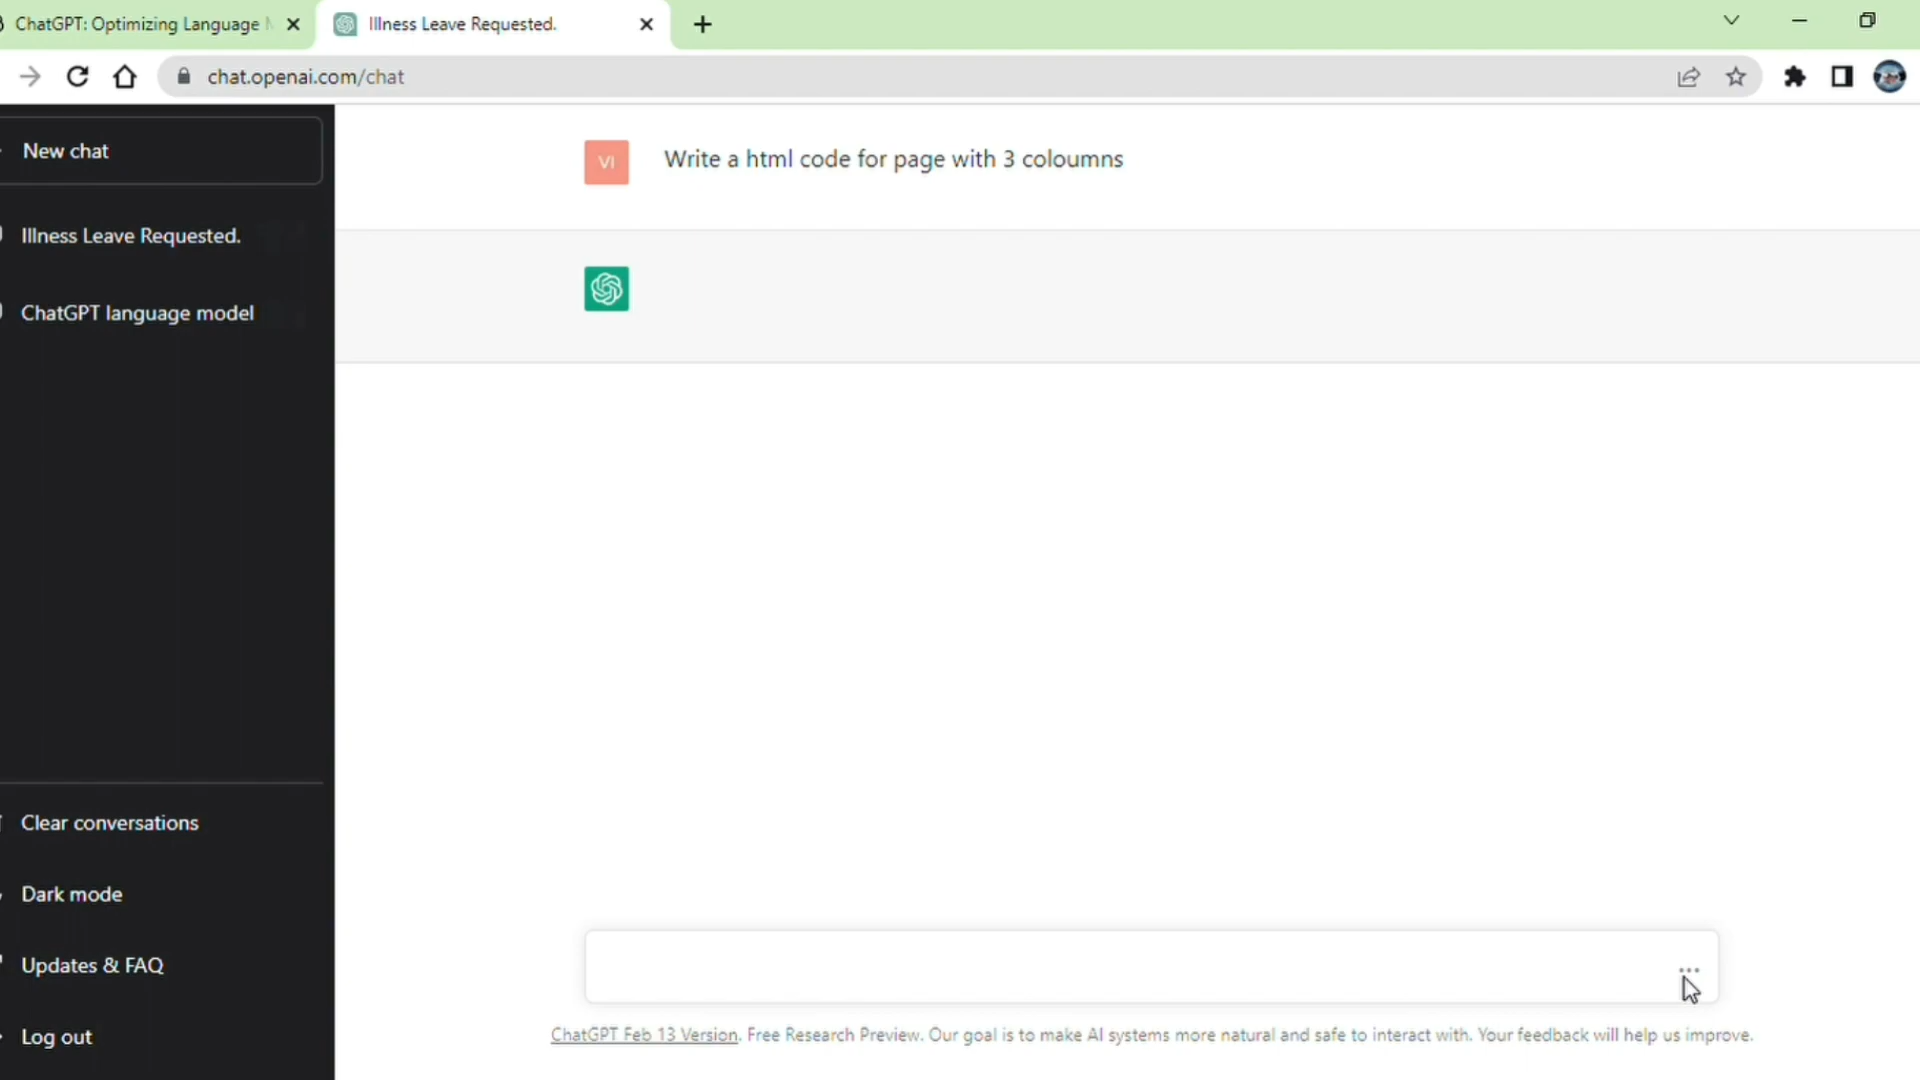 ChatGPT: Optimizing Language
Illness Leave Requested.
chat.openai.com/chat
New chat
Illness Leave Requested.
ChatGPT language model
Clear conversations
Dark mode
Updates & FAQ
Log out
VI
Write a html code for page with 3 coloumns
ChatGPT Feb 13 Version. Free Research Preview. Our goal is to make AI systems more natural and safe to interact with. Your feedback will help us improve.